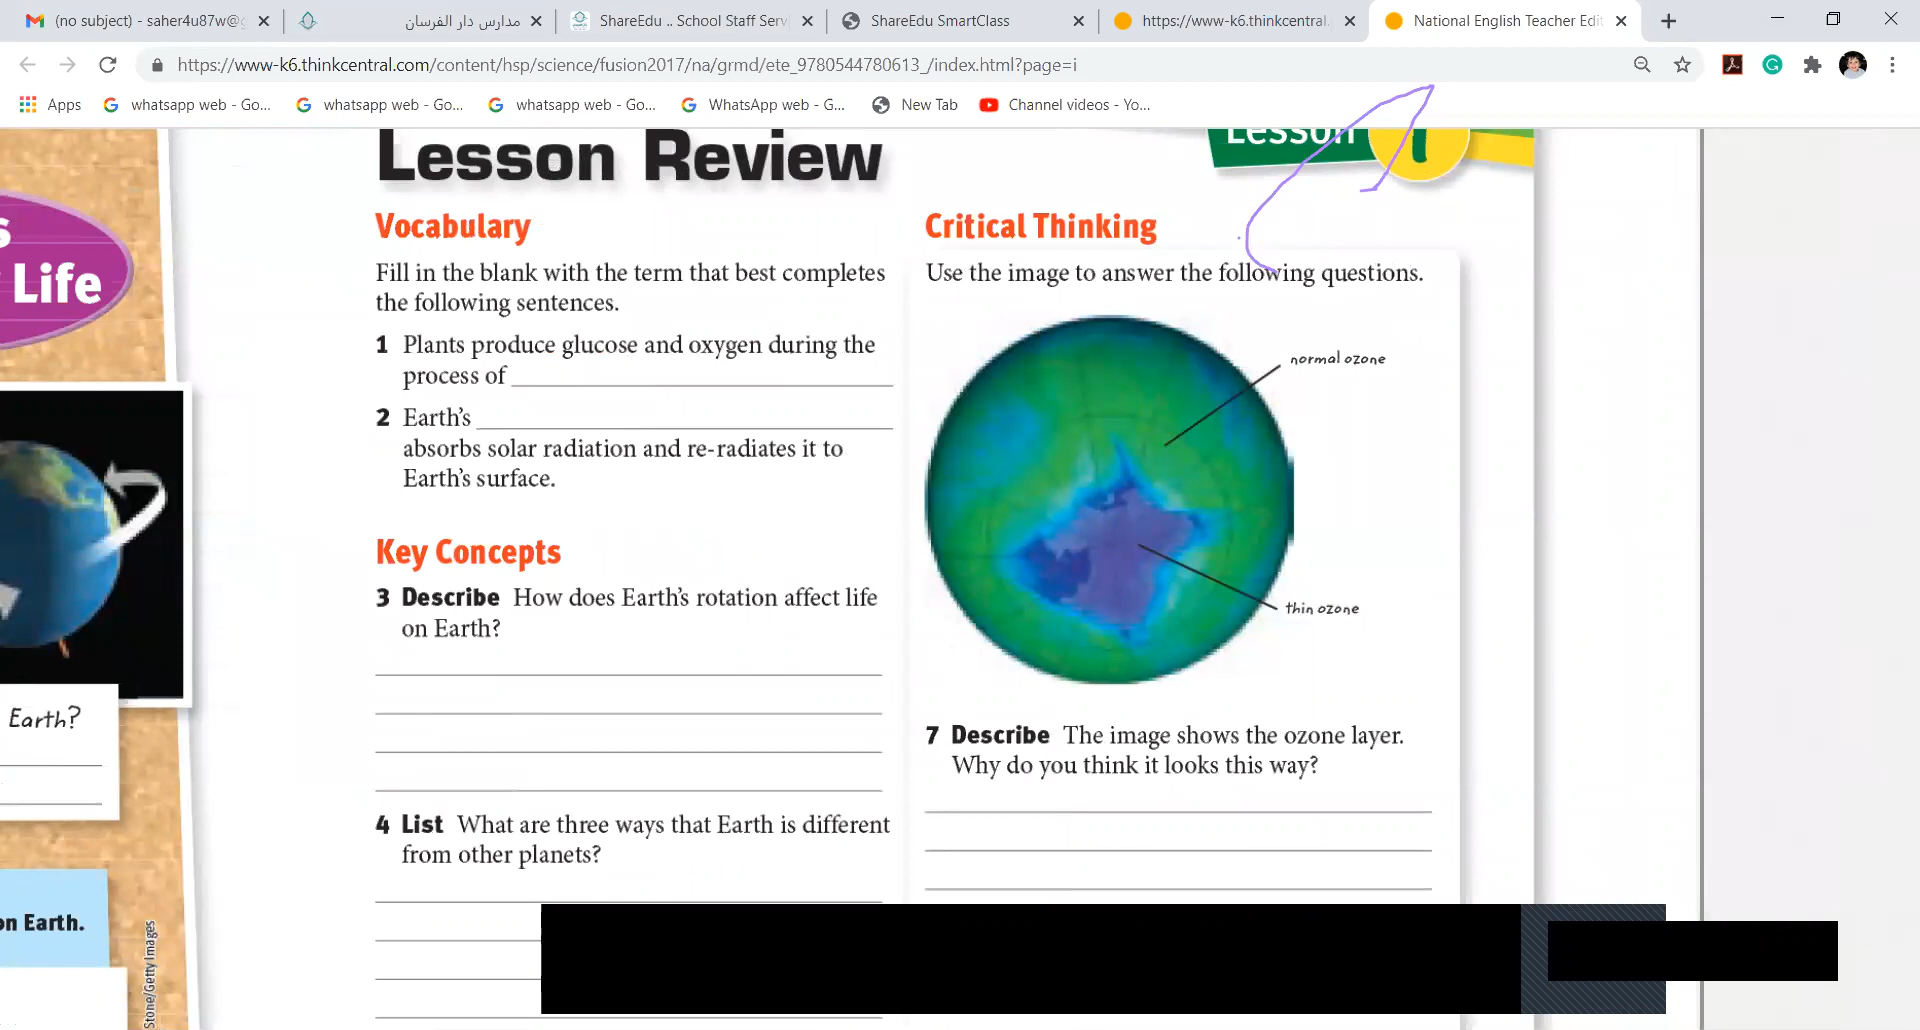 (no subject) - saher4u87w@g
مدارس دار الفرسان
ShareEdu .. School Staff Serv
ShareEdu SmartClass
https://www-k6.thinkcentral.
National English Teacher Edit
https://www-k6.thinkcentral.com/content/hsp/science/fusion2017/na/grmd/ete_9780544780613_/index.html?page=i
Apps
whatsapp web - Go...
whatsapp web - Go...
whatsapp web - Go...
WhatsApp web - G...
New Tab
Channel videos - Yo...
s
Life
Earth?
on Earth.
Stone/Getty Images
Lesson Review
Lesson 1
Vocabulary
Fill in the blank with the term that best completes
the following sentences.
1 Plants produce glucose and oxygen during the
process of
2 Earth's
absorbs solar radiation and re-radiates it to
Earth's surface.
Key Concepts
3 Describe How does Earth's rotation affect life
on Earth?
4 List What are three ways that Earth is different
from other planets?
Critical Thinking
Use the image to answer the following questions.
normal ozone
thin ozone
7 Describe The image shows the ozone layer.
Why do you think it looks this way?